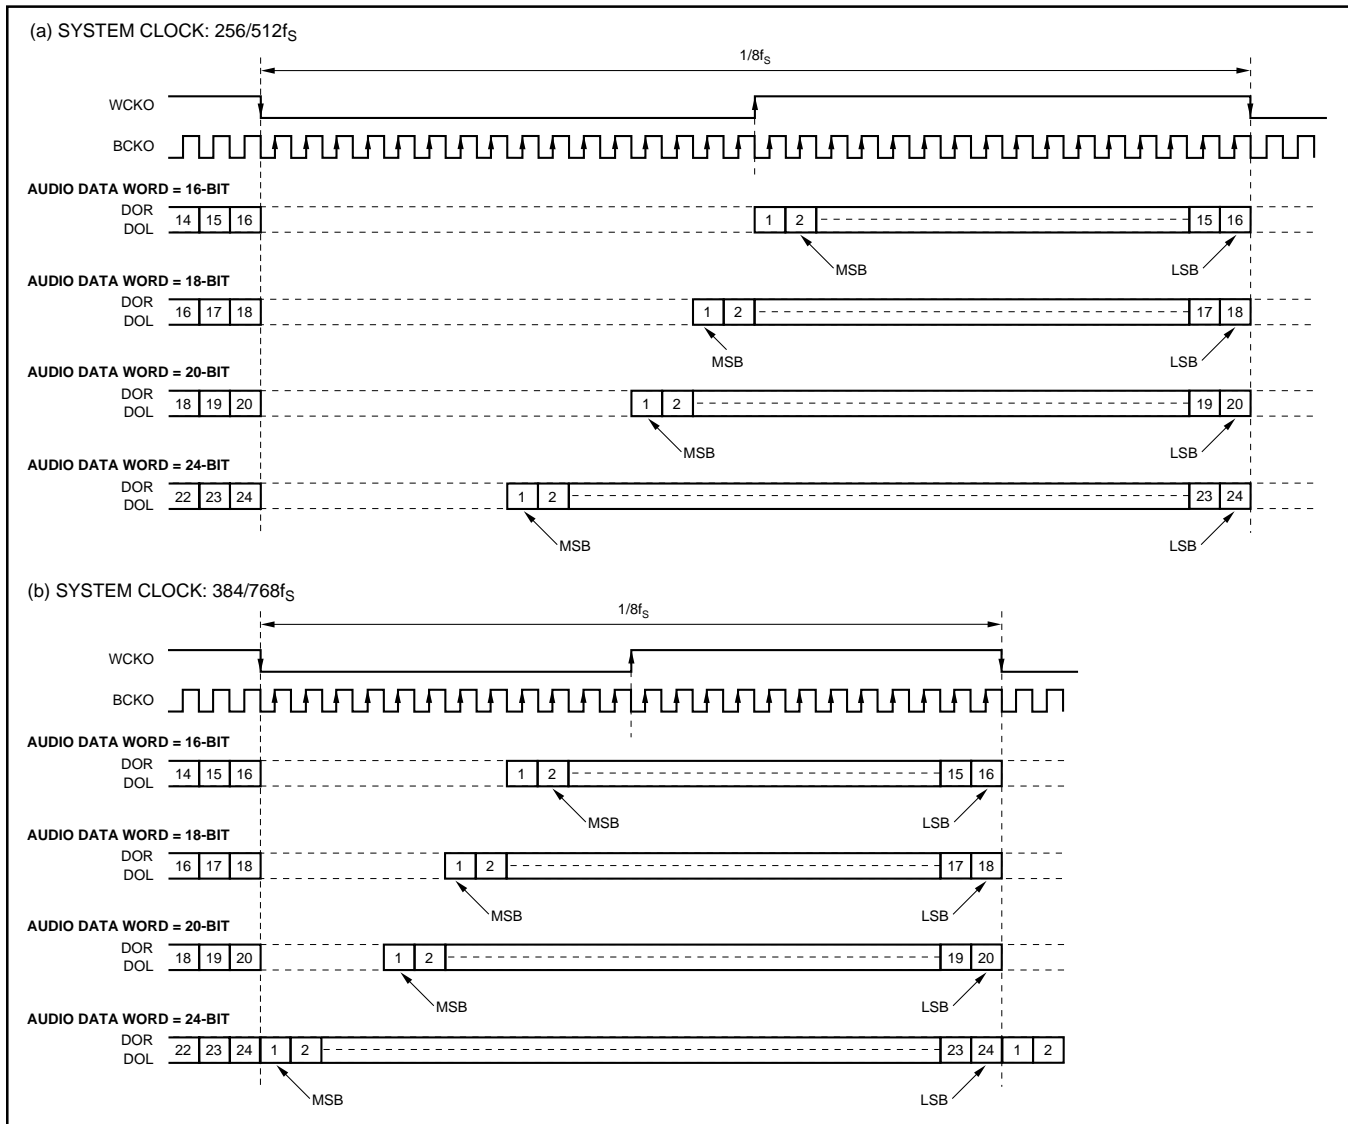 (a) SYSTEM CLOCK: 256/512fS
1/8fS
WCKO
BCKO
AUDIO DATA WORD = 16-BIT
DOR
DOL
14 15 16 1 2 15 16
MSB LSB
AUDIO DATA WORD = 18-BIT
DOR
DOL
16 17 18 1 2 17 18
MSB LSB
AUDIO DATA WORD = 20-BIT
DOR
DOL
18 19 20 1 2 19 20
MSB LSB
AUDIO DATA WORD = 24-BIT
DOR
DOL
22 23 24 1 2 23 24
MSB LSB
(b) SYSTEM CLOCK: 384/768fS
1/8fS
WCKO
BCKO
AUDIO DATA WORD = 16-BIT
DOR
DOL
14 15 16 1 2 15 16
MSB LSB
AUDIO DATA WORD = 18-BIT
DOR
DOL
16 17 18 1 2 17 18
MSB LSB
AUDIO DATA WORD = 20-BIT
DOR
DOL
18 19 20 1 2 19 20
MSB LSB
AUDIO DATA WORD = 24-BIT
DOR
DOL
22 23 24 1 2 23 24 1 2
MSB LSB